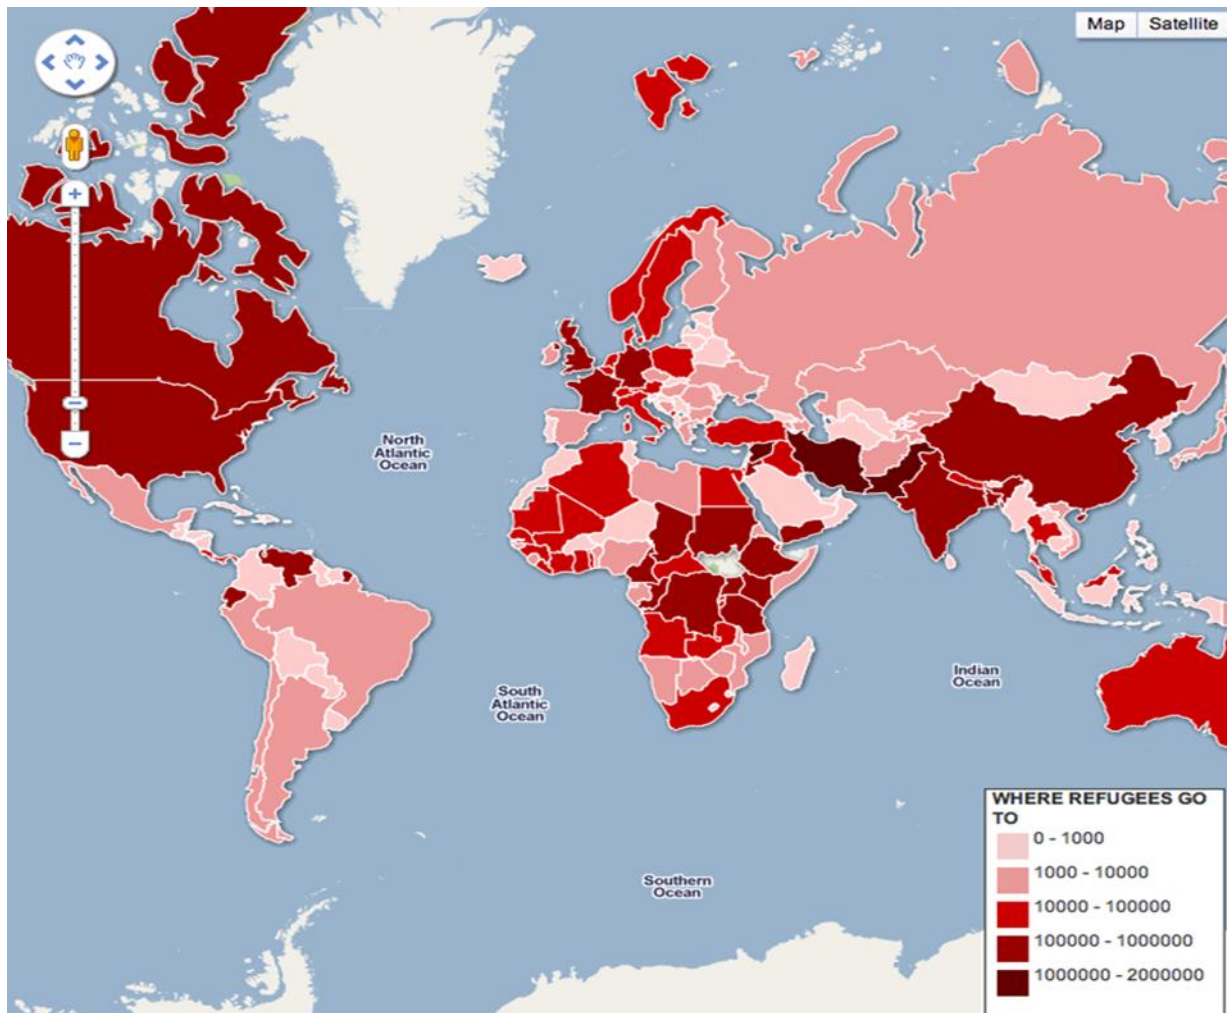 Map Satellite
North
Atlantic
Ocean
South
Atlantic
Ocean
Indian
Ocean
Southern
Ocean
WHERE REFUGEES GO
TO
0 - 1000
1000 - 10000
10000 - 100000
100000 - 1000000
1000000 - 2000000